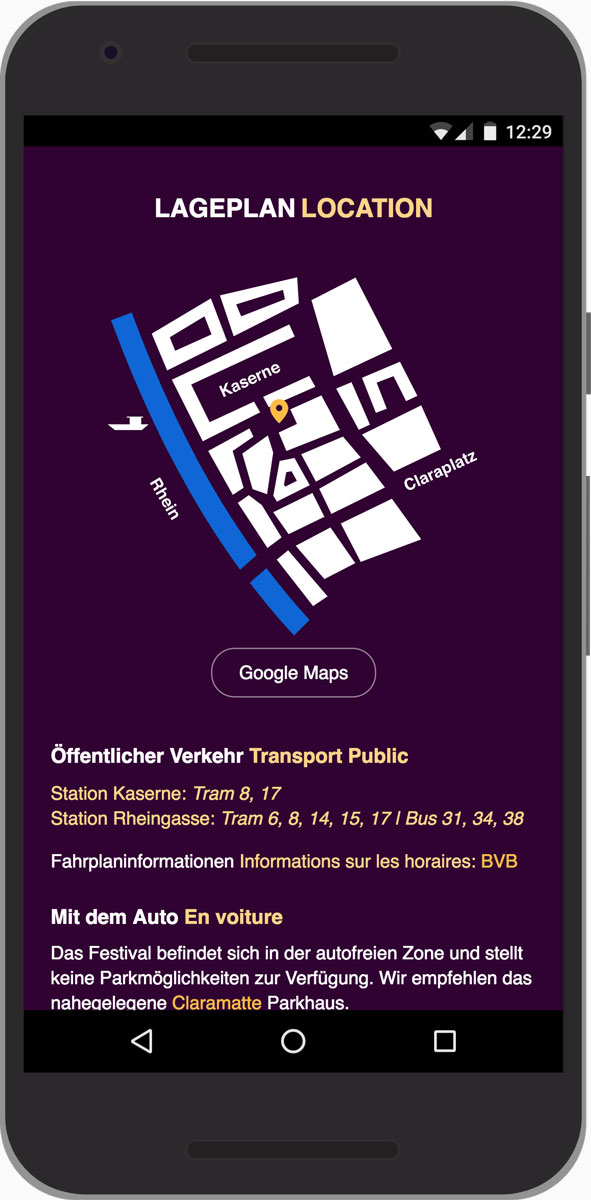 12:29
LAGEPLAN LOCATION
Kaserne
Claraplatz
Rhein
Google Maps
Öffentlicher Verkehr Transport Public
Station Kaserne: Tram 8, 17
Station Rheingasse: Tram 6, 8, 14, 15, 17 | Bus 31, 34, 38
Fahrplaninformationen Informations sur les horaires: BVB
Mit dem Auto En voiture
Das Festival befindet sich in der autofreien Zone und stellt
keine Parkmöglichkeiten zur Verfügung. Wir empfehlen das
nahegelegene Claramatte Parkhaus.